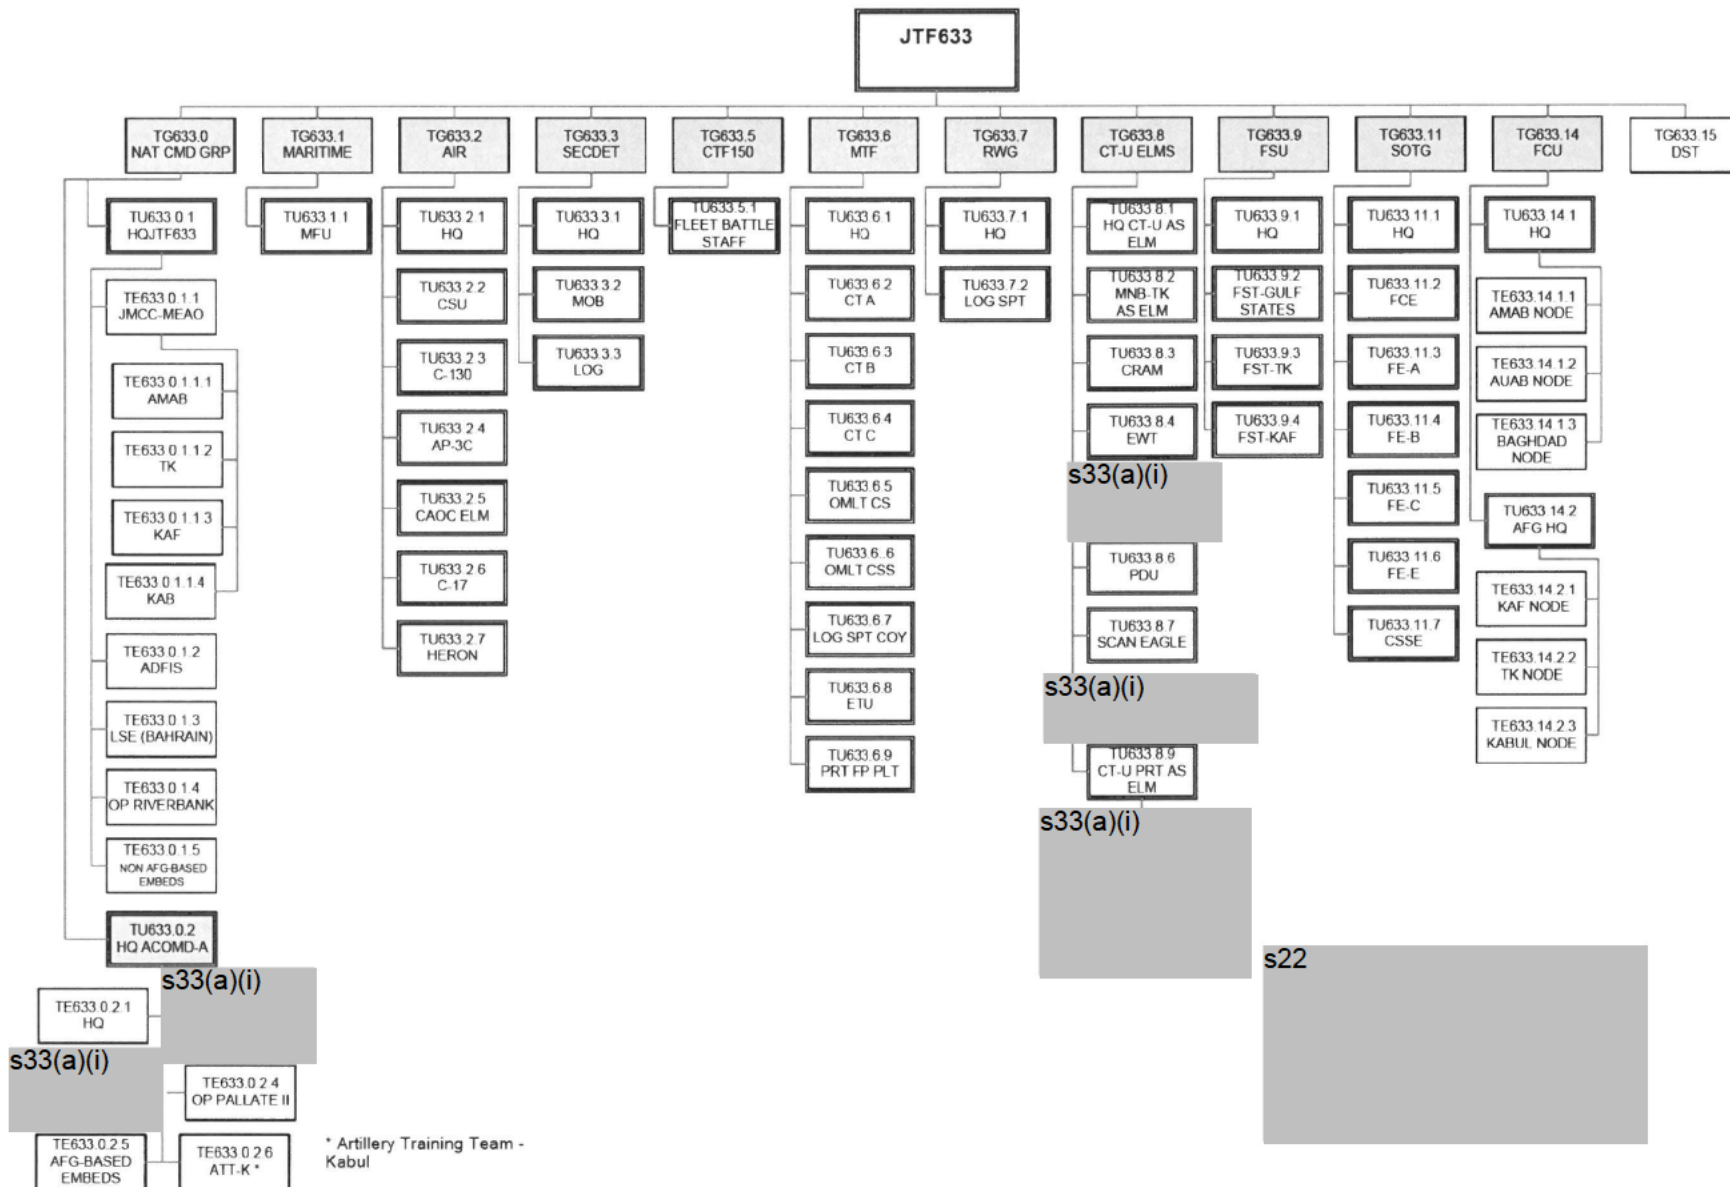 JTF633
TG633.0
NAT CMD GRP
TG633.1
MARITIME
TG633.2
AIR
TG633.3
SECDET
TG633.5
CTF150
TG633.6
MTF
TG633.7
RWG
TG633.8
CT-U ELMS
TG633.9
FSU
TG633.11
SOTG
TG633.14
FCU
TG633.15
DST
TU633.0.1
HQJTF633
TE633.0.1.1
JMCC-MEAO
TE633.0.1.1.1
AMAB
TE633.0.1.1.2
TK
TE633.0.1.1.3
KAF
TE633.0.1.1.4
KAB
TE633.0.1.2
ADFIS
TE633.0.1.3
LSE (BAHRAIN)
TE633.0.1.4
OP RIVERBANK
TE633.0.1.5
NON AFG-BASED
EMBEDS
TU633.0.2
HQ ACOMD-A
s33(a)(i)
TE633.0.2.1
HQ
s33(a)(i)
TE633.0.2.4
OP PALLATE II
TE633.0.2.5
AFG-BASED
EMBEDS
TE633.0.2.6
ATT-K *
* Artillery Training Team -
Kabul
TU633.1.1
MFU
TU633.2.1
HQ
TU633.2.2
CSU
TU633.2.3
C-130
TU633.2.4
AP-3C
TU633.2.5
CAOC ELM
TU633.2.6
C-17
TU633.2.7
HERON
TU633.3.1
HQ
TU633.3.2
MOB
TU633.3.3
LOG
TU633.5.1
FLEET BATTLE
STAFF
TU633.6.1
HQ
TU633.6.2
CT A
TU633.6.3
CT B
TU633.6.4
CT C
TU633.6.5
OMLT CS
TU633.6..6
OMLT CSS
TU633.6.7
LOG SPT COY
TU633.6.8
ETU
TU633.6.9
PRT FP PLT
TU633.7.1
HQ
TU633.7.2
LOG SPT
TU633.8.1
HQ CT-U AS
ELM
TU633.8.2
MNB-TK
AS ELM
TU633.8.3
CRAM
TU633.8.4
EWT
s33(a)(i)
TU633.8.6
PDU
TU633.8.7
SCAN EAGLE
s33(a)(i)
TU633.8.9
CT-U PRT AS
ELM
s33(a)(i)
TU633.9.1
HQ
TU633.9.2
FST-GULF
STATES
TU633.9.3
FST-TK
TU633.9.4
FST-KAF
TU633.11.1
HQ
TU633.11.2
FCE
TU633.11.3
FE-A
TU633.11.4
FE-B
TU633.11.5
FE-C
TU633.11.6
FE-E
TU633.11.7
CSSE
TU633.14.1
HQ
TE633.14.1.1
AMAB NODE
TE633.14.1.2
AUAB NODE
TE633.14.1.3
BAGHDAD
NODE
TU633.14.2
AFG HQ
TE633.14.2.1
KAF NODE
TE633.14.2.2
TK NODE
TE633.14.2.3
KABUL NODE
s22